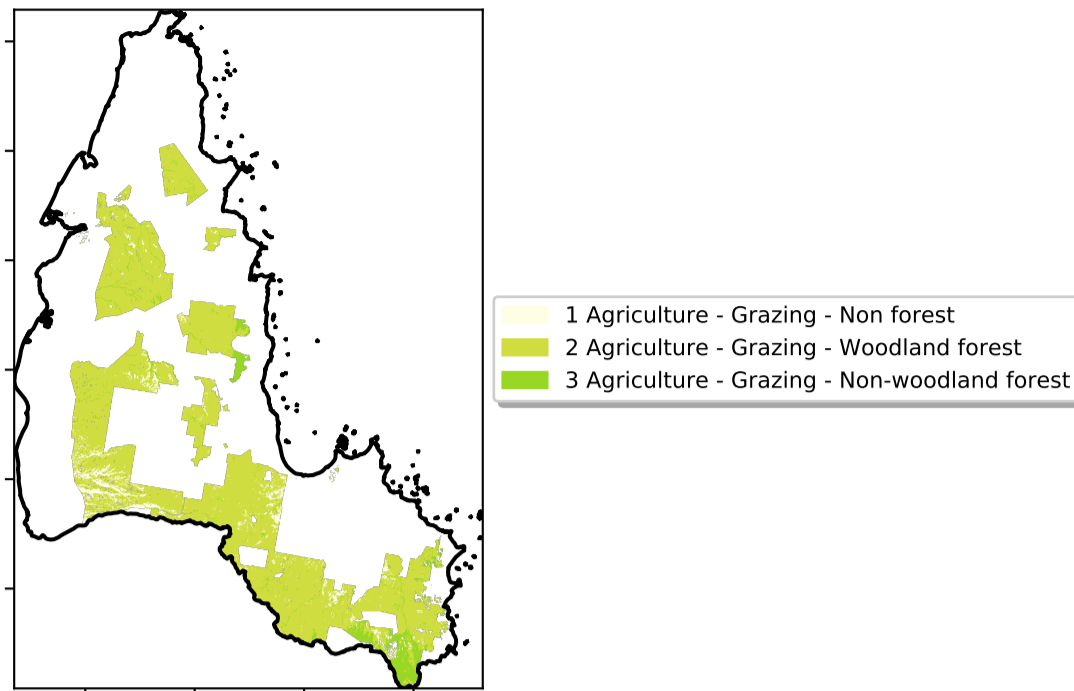 1 Agriculture - Grazing - Non forest
2 Agriculture - Grazing - Woodland forest
3 Agriculture - Grazing - Non-woodland forest